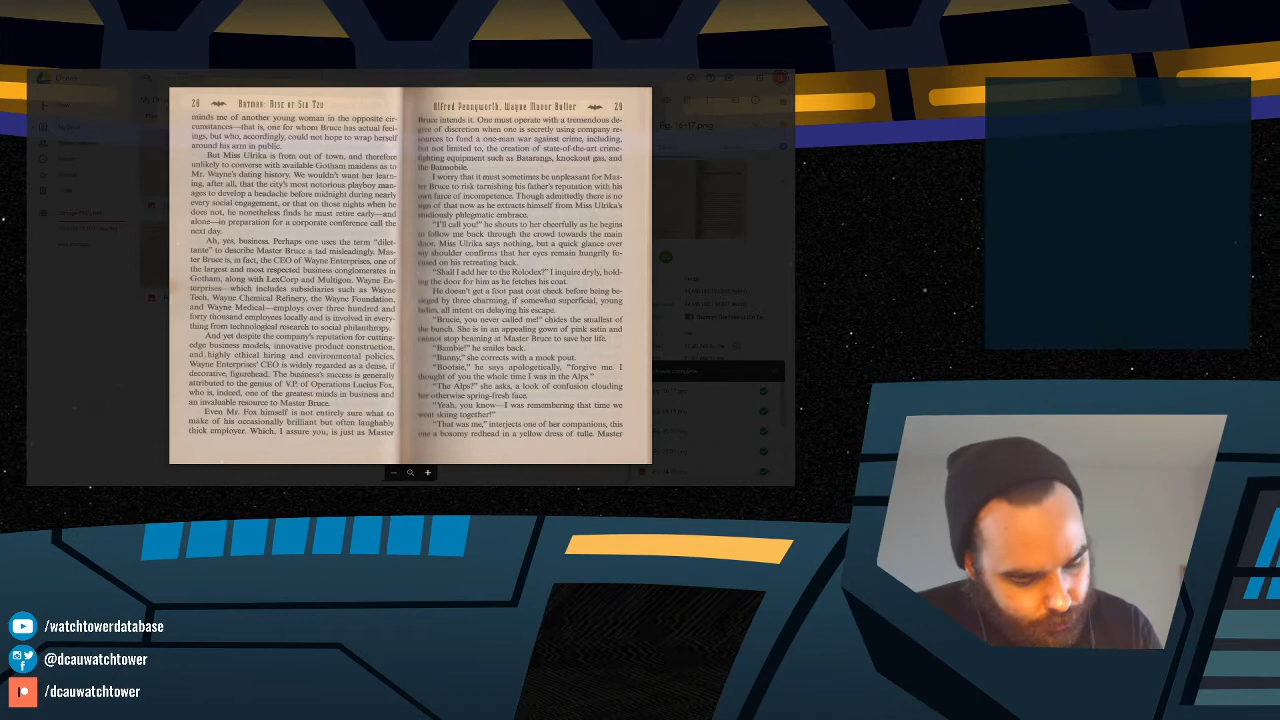 Pg. 16-17.png
28 Batman: Rise of Sin Tzu
minds me of another young woman in the opposite cir-
cumstances—that is, one for whom Bruce has actual feel-
ings, but who, accordingly, could not hope to wrap herself
around his arm in public.
But Miss Ulrika is from out of town, and therefore
unlikely to converse with available Gotham maidens as to
Mr. Wayne's dating history. We wouldn't want her learn-
ing, after all, that the city's most notorious playboy man-
ages to develop a headache before midnight during nearly
every social engagement, or that on those nights when he
does not, he nonetheless finds he must retire early—and
alone—in preparation for a corporate conference call the
next day.
Ah, yes, business. Perhaps one uses the term "dilet-
tante" to describe Master Bruce a tad misleadingly. Mas-
ter Bruce is, in fact, the CEO of Wayne Enterprises, one of
the largest and most respected business conglomerates in
Gotham, along with LexCorp and Multigon. Wayne En-
terprises—which includes subsidiaries such as Wayne
Tech, Wayne Chemical Refinery, the Wayne Foundation,
and Wayne Medical—employs over three hundred and
forty thousand employees locally and is involved in every-
thing from technological research to social philanthropy.
And yet despite the company's reputation for cutting-
edge business models, innovative product construction,
and highly ethical hiring and environmental policies,
Wayne Enterprises' CEO is widely regarded as a dense, if
decorative, figurehead. The business's success is generally
attributed to the genius of V.P. of Operations Lucius Fox,
who is, indeed, one of the greatest minds in business and
an invaluable resource to Master Bruce.
Even Mr. Fox himself is not entirely sure what to
make of his occasionally brilliant but often laughably
thick employer. Which, I assure you, is just as Master
Alfred Pennyworth, Wayne Manor Butler 29
Bruce intends it. One must operate with a tremendous de-
gree of discretion when one is secretly using company re-
sources to fund a one-man war against crime, including,
but not limited to, the creation of state-of-the-art crime-
fighting equipment such as Batarangs, knockout gas, and
the Batmobile.
I worry that it must sometimes be unpleasant for Mas-
ter Bruce to risk tarnishing his father's reputation with his
own farce of incompetence. Though admittedly there is no
sign of that now as he extracts himself from Miss Ulrika's
studiously phlegmatic embrace.
"I'll call you!" he shouts to her cheerfully as he begins
to follow me back through the crowd towards the main
door. Miss Ulrika says nothing, but a quick glance over
my shoulder confirms that her eyes remain hungrily fo-
cused on his retreating back.
"Shall I add her to the Rolodex?" I inquire dryly, hold-
ing the door for him as he fetches his coat.
He doesn't get a foot past coat check before being be-
sieged by three charming, if somewhat superficial, young
ladies, all intent on delaying his escape.
"Brucie, you never called me!" chides the smallest of
the bunch. She is in an appealing gown of pink satin and
cannot stop beaming at Master Bruce to save her life.
"Bambie!" he smiles back.
"Bunny," she corrects with a mock pout.
"Bootsie," he says apologetically, "forgive me. I
thought of you the whole time I was in the Alps."
"The Alps?" she asks, a look of confusion clouding
her otherwise spring-fresh face.
"Yeah, you know—I was remembering that time we
went skiing together!"
"That was me," interjects one of her companions, this
one a bosomy redhead in a yellow dress of tulle. Master
/watchtowerdatabase
@dcauwatchtower
/dcauwatchtower